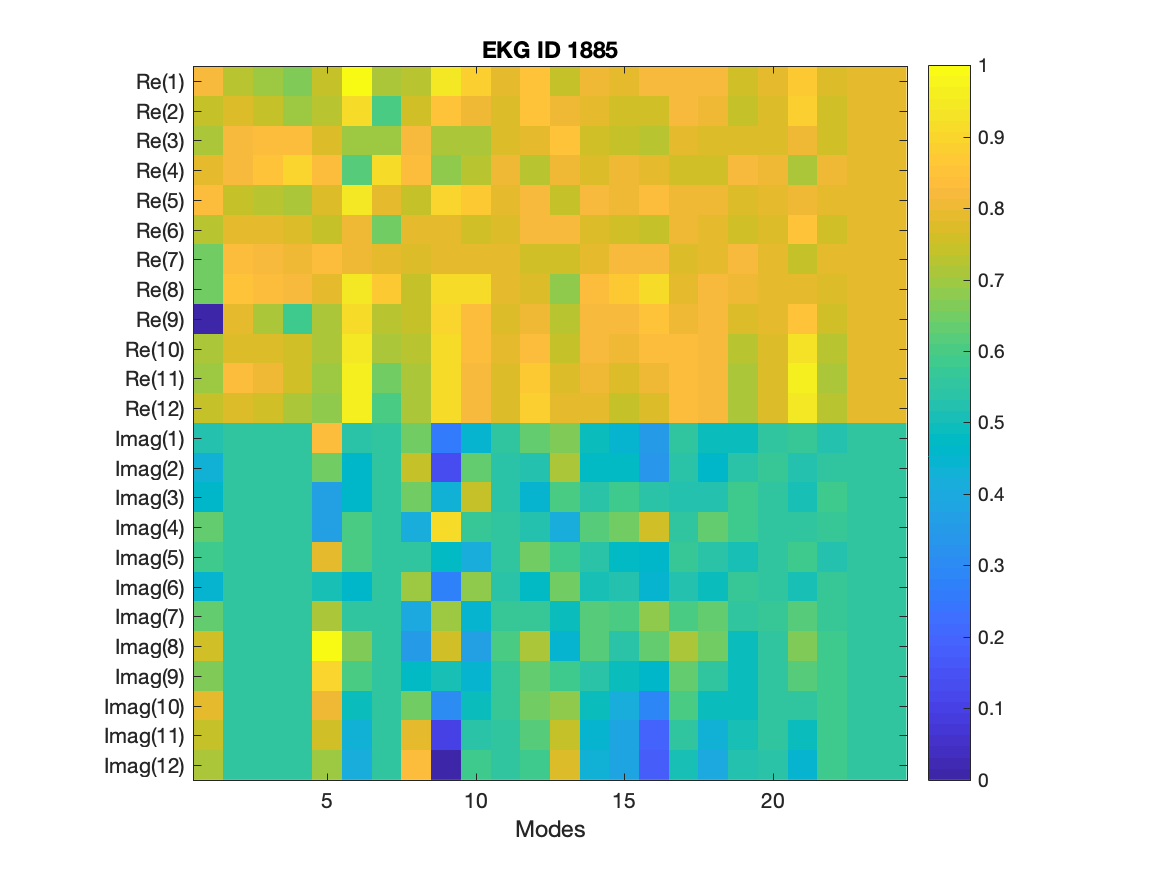 EKG ID 1885
Re(1)
Re(2)
Re(3)
Re(4)
Re(5)
Re(6)
Re(7)
Re(8)
Re(9)
Re(10)
Re(11)
Re(12)
Imag(1)
Imag(2)
Imag(3)
Imag(4)
Imag(5)
Imag(6)
Imag(7)
Imag(8)
Imag(9)
Imag(10)
Imag(11)
Imag(12)
5 10 15 20
Modes
1
0.9
0.8
0.7
0.6
0.5
0.4
0.3
0.2
0.1
0